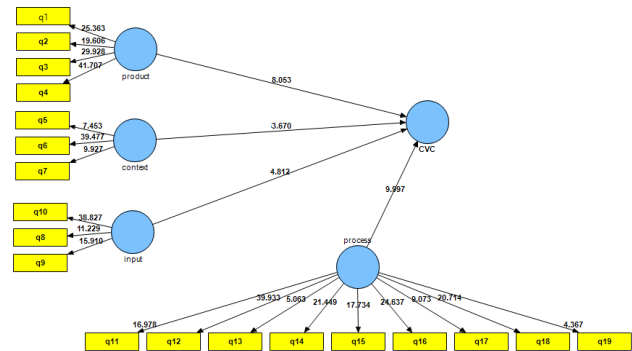 q1
25.363
q2
19.606
q3
29.928
q4
41.707
product
8.053
q5
7.453
q6
39.477
q7
9.927
context
3.670
CVC
q10
38.827
q8
11.229
q9
15.910
input
4.812
9.997
process
16.978
39.933
5.063
21.449
17.734
24.637
9.073
20.714
4.367
q11
q12
q13
q14
q15
q16
q17
q18
q19